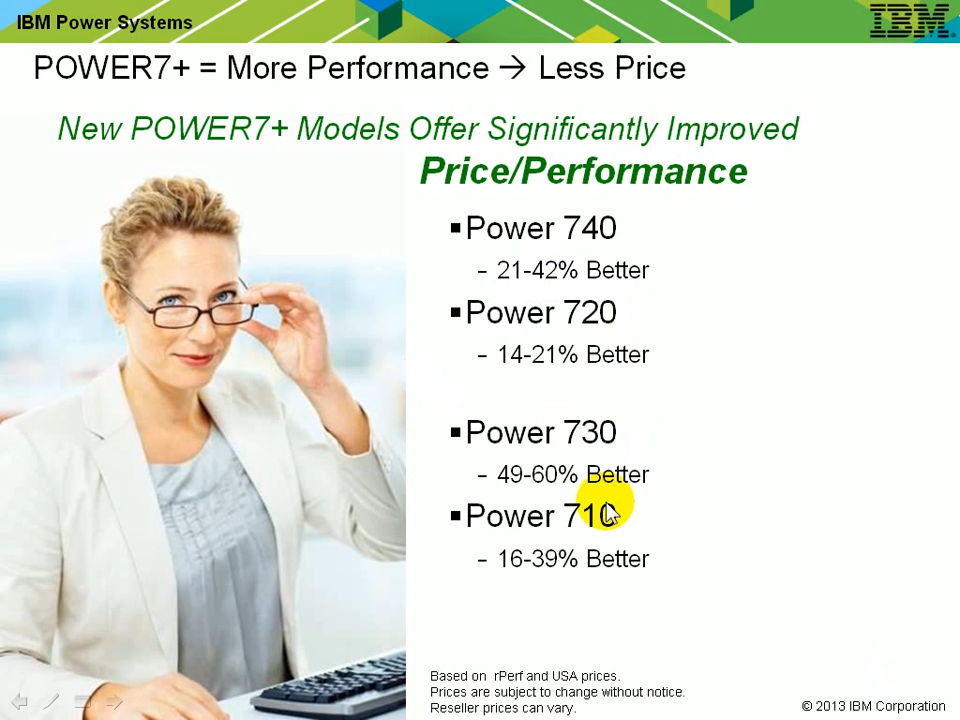 IBM Power Systems
IBM.
POWER7+ = More Performance → Less Price
New POWER7+ Models Offer Significantly Improved
Price/Performance
▪Power 740
- 21-42% Better
▪Power 720
- 14-21% Better
▪Power 730
- 49-60% Better
▪Power 710
- 16-39% Better
Based on rPerf and USA prices.
Prices are subject to change without notice.
Reseller prices can vary.
© 2013 IBM Corporation